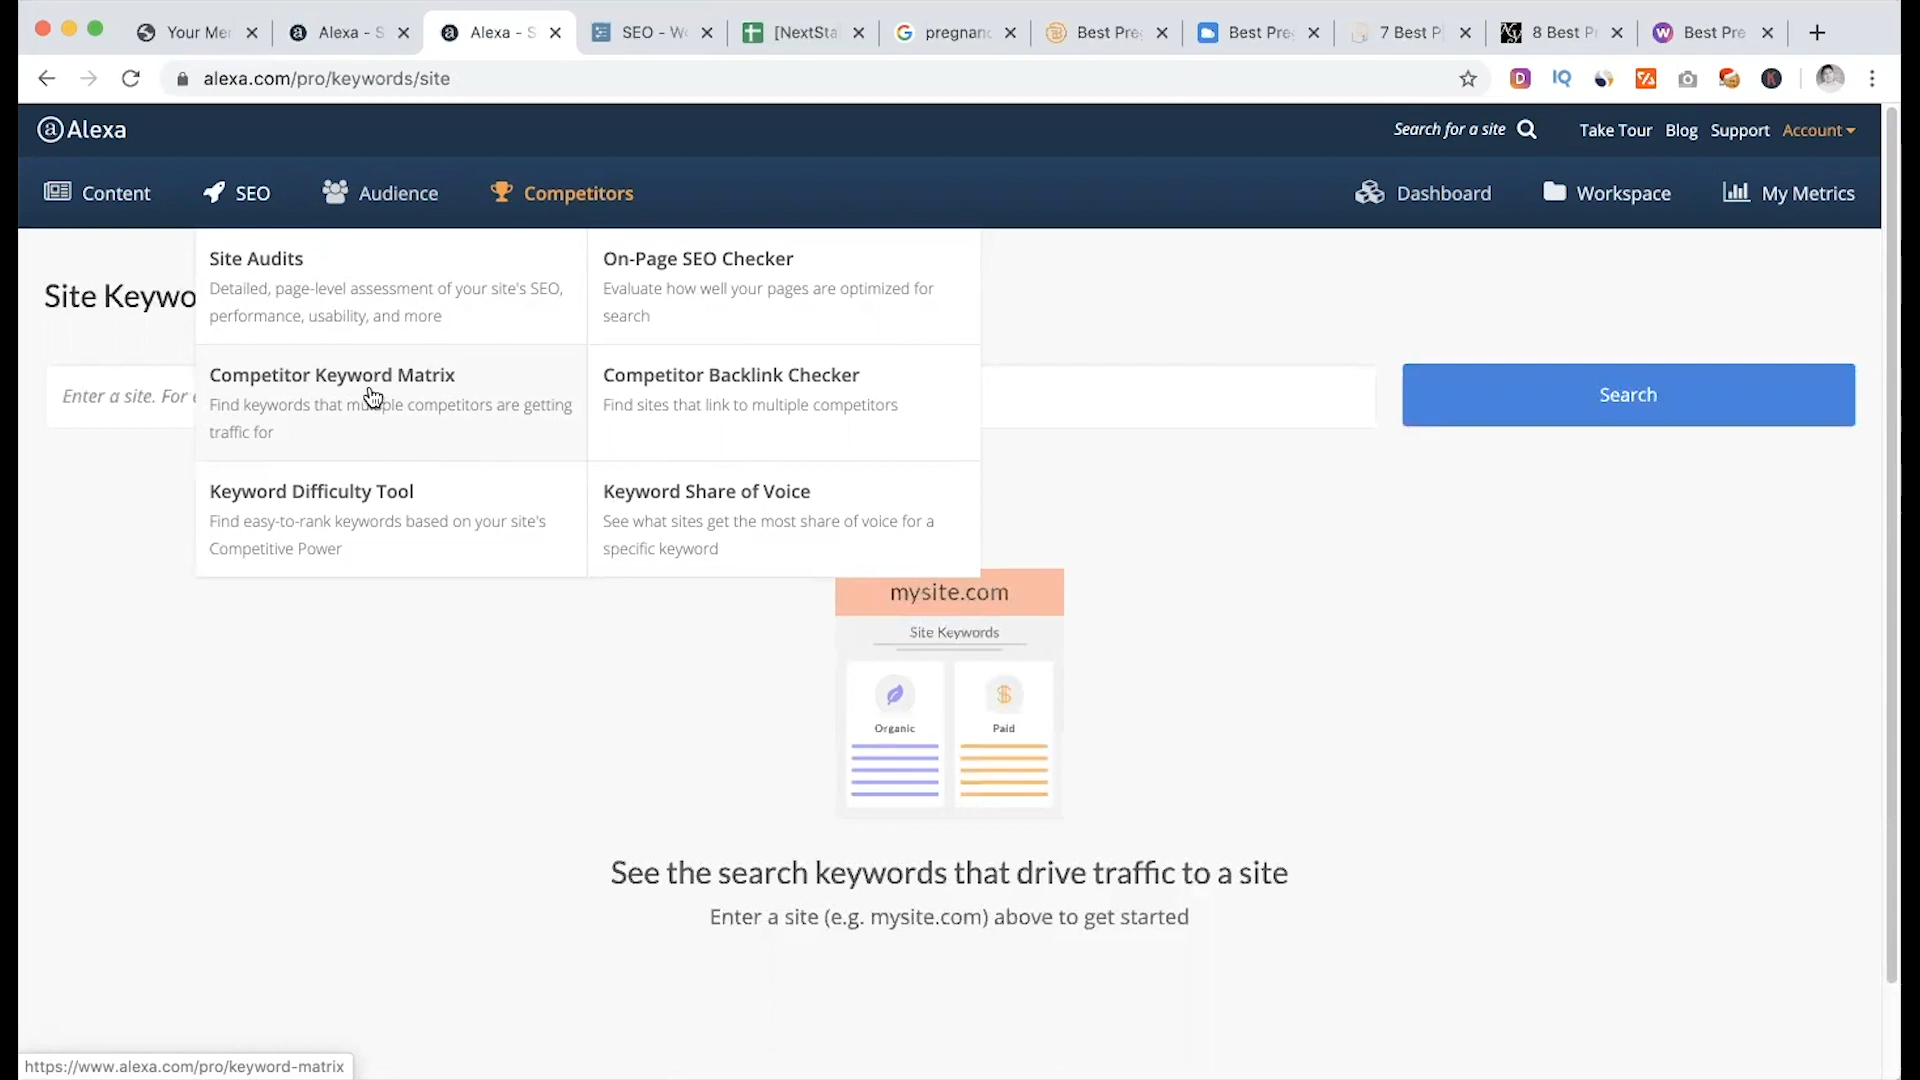 Your Me
Alexa - S
Alexa - S
SEO - W
[NextSta
pregnan
Best Pre
Best Pre
7 Best P
8 Best P
Best Pre
alexa.com/pro/keywords/site
Alexa
Search for a site
Take Tour
Blog
Support
Account
Content
SEO
Audience
Competitors
Dashboard
Workspace
My Metrics
Site Keywo
Enter a site. For e
Search
Site Audits
Detailed, page-level assessment of your site's SEO,
performance, usability, and more
On-Page SEO Checker
Evaluate how well your pages are optimized for
search
Competitor Keyword Matrix
Find keywords that multiple competitors are getting
traffic for
Competitor Backlink Checker
Find sites that link to multiple competitors
Keyword Difficulty Tool
Find easy-to-rank keywords based on your site's
Competitive Power
Keyword Share of Voice
See what sites get the most share of voice for a
specific keyword
mysite.com
Site Keywords
Organic
Paid
See the search keywords that drive traffic to a site
Enter a site (e.g. mysite.com) above to get started
https://www.alexa.com/pro/keyword-matrix